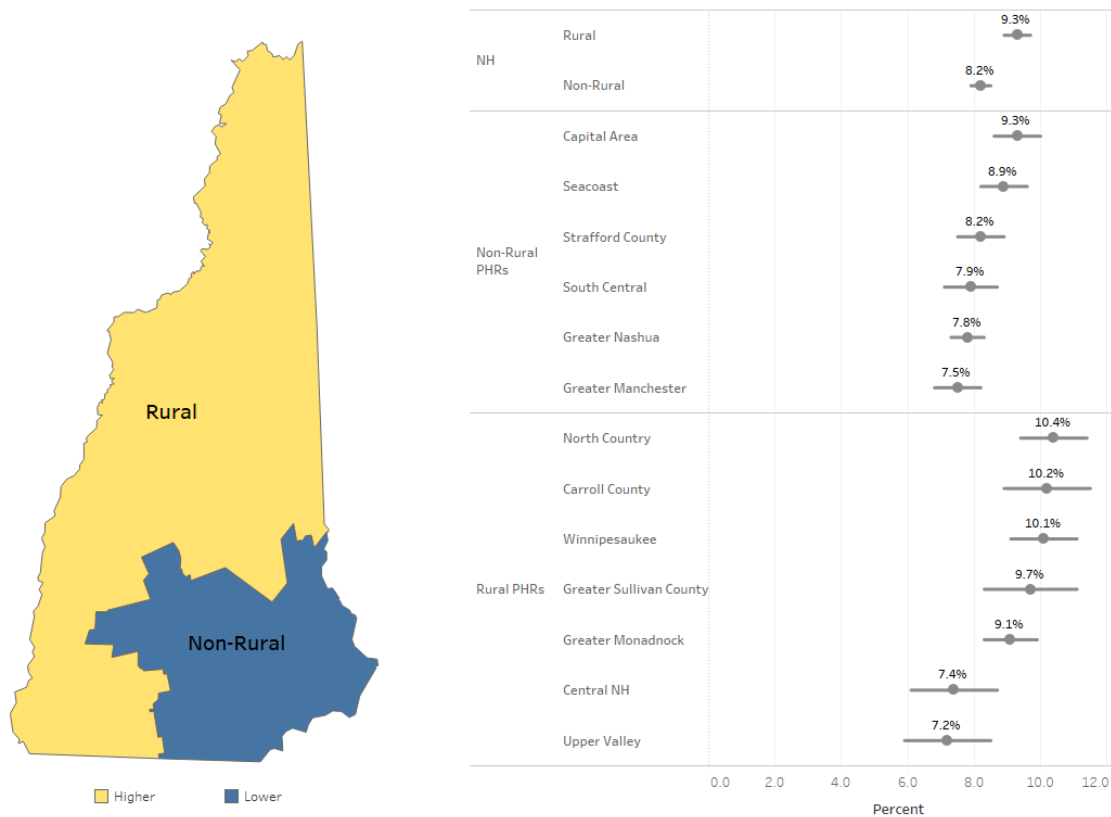 Rural
Non-Rural
Higher
Lower
NH
Rural
9.3%
Non-Rural
8.2%
Non-Rural
PHRs
Capital Area
9.3%
Seacoast
8.9%
Strafford County
8.2%
South Central
7.9%
Greater Nashua
7.8%
Greater Manchester
7.5%
Rural PHRs
North Country
10.4%
Carroll County
10.2%
Winnipesaukee
10.1%
Greater Sullivan County
9.7%
Greater Monadnock
9.1%
Central NH
7.4%
Upper Valley
7.2%
0.0 2.0 4.0 6.0 8.0 10.0 12.0
Percent